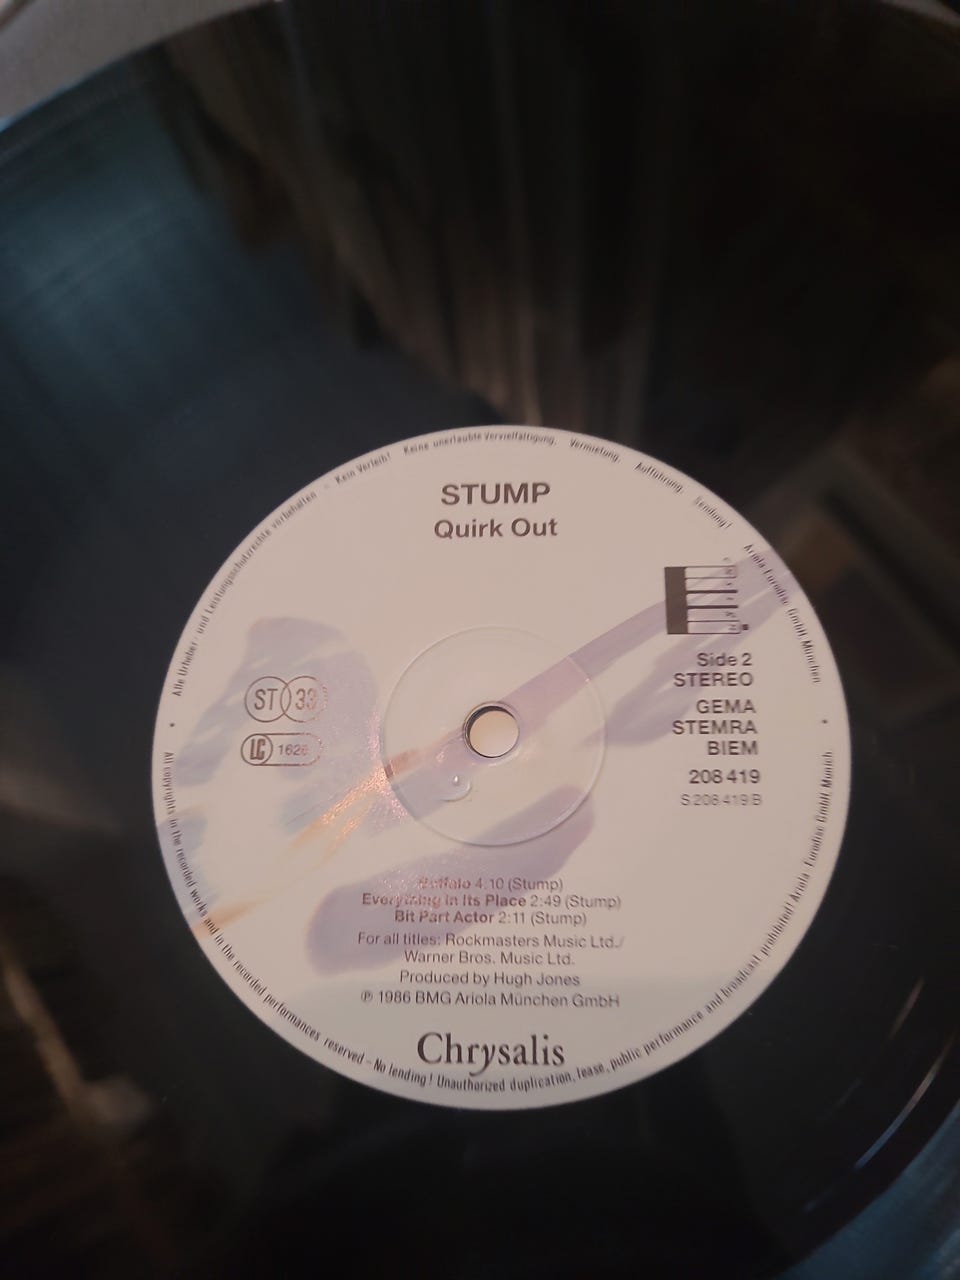 Alle Urheber- und Leistungsschutzrechte vorbehalten - Kein Verleih! Keine unerlaubte Vervielfältigung, Vermietung, Aufführung, Sendung!
Ariola-Eurodisc GmbH, München
STUMP
Quirk Out
Side 2
STEREO
GEMA
STEMRA
BIEM
208 419
S 208 419 B
ST 33
LC 1626
Buffalo 4:10 (Stump)
Everything In Its Place 2:49 (Stump)
Bit Part Actor 2:11 (Stump)
For all titles: Rockmasters Music Ltd./
Warner Bros. Music Ltd.
Produced by Hugh Jones
℗ 1986 BMG Ariola München GmbH
Chrysalis
All copyrights in the recorded works and in the recorded performances reserved – No lending! Unauthorized duplication, lease, public performance and broadcast prohibited! Ariola-Eurodisc GmbH, Munich